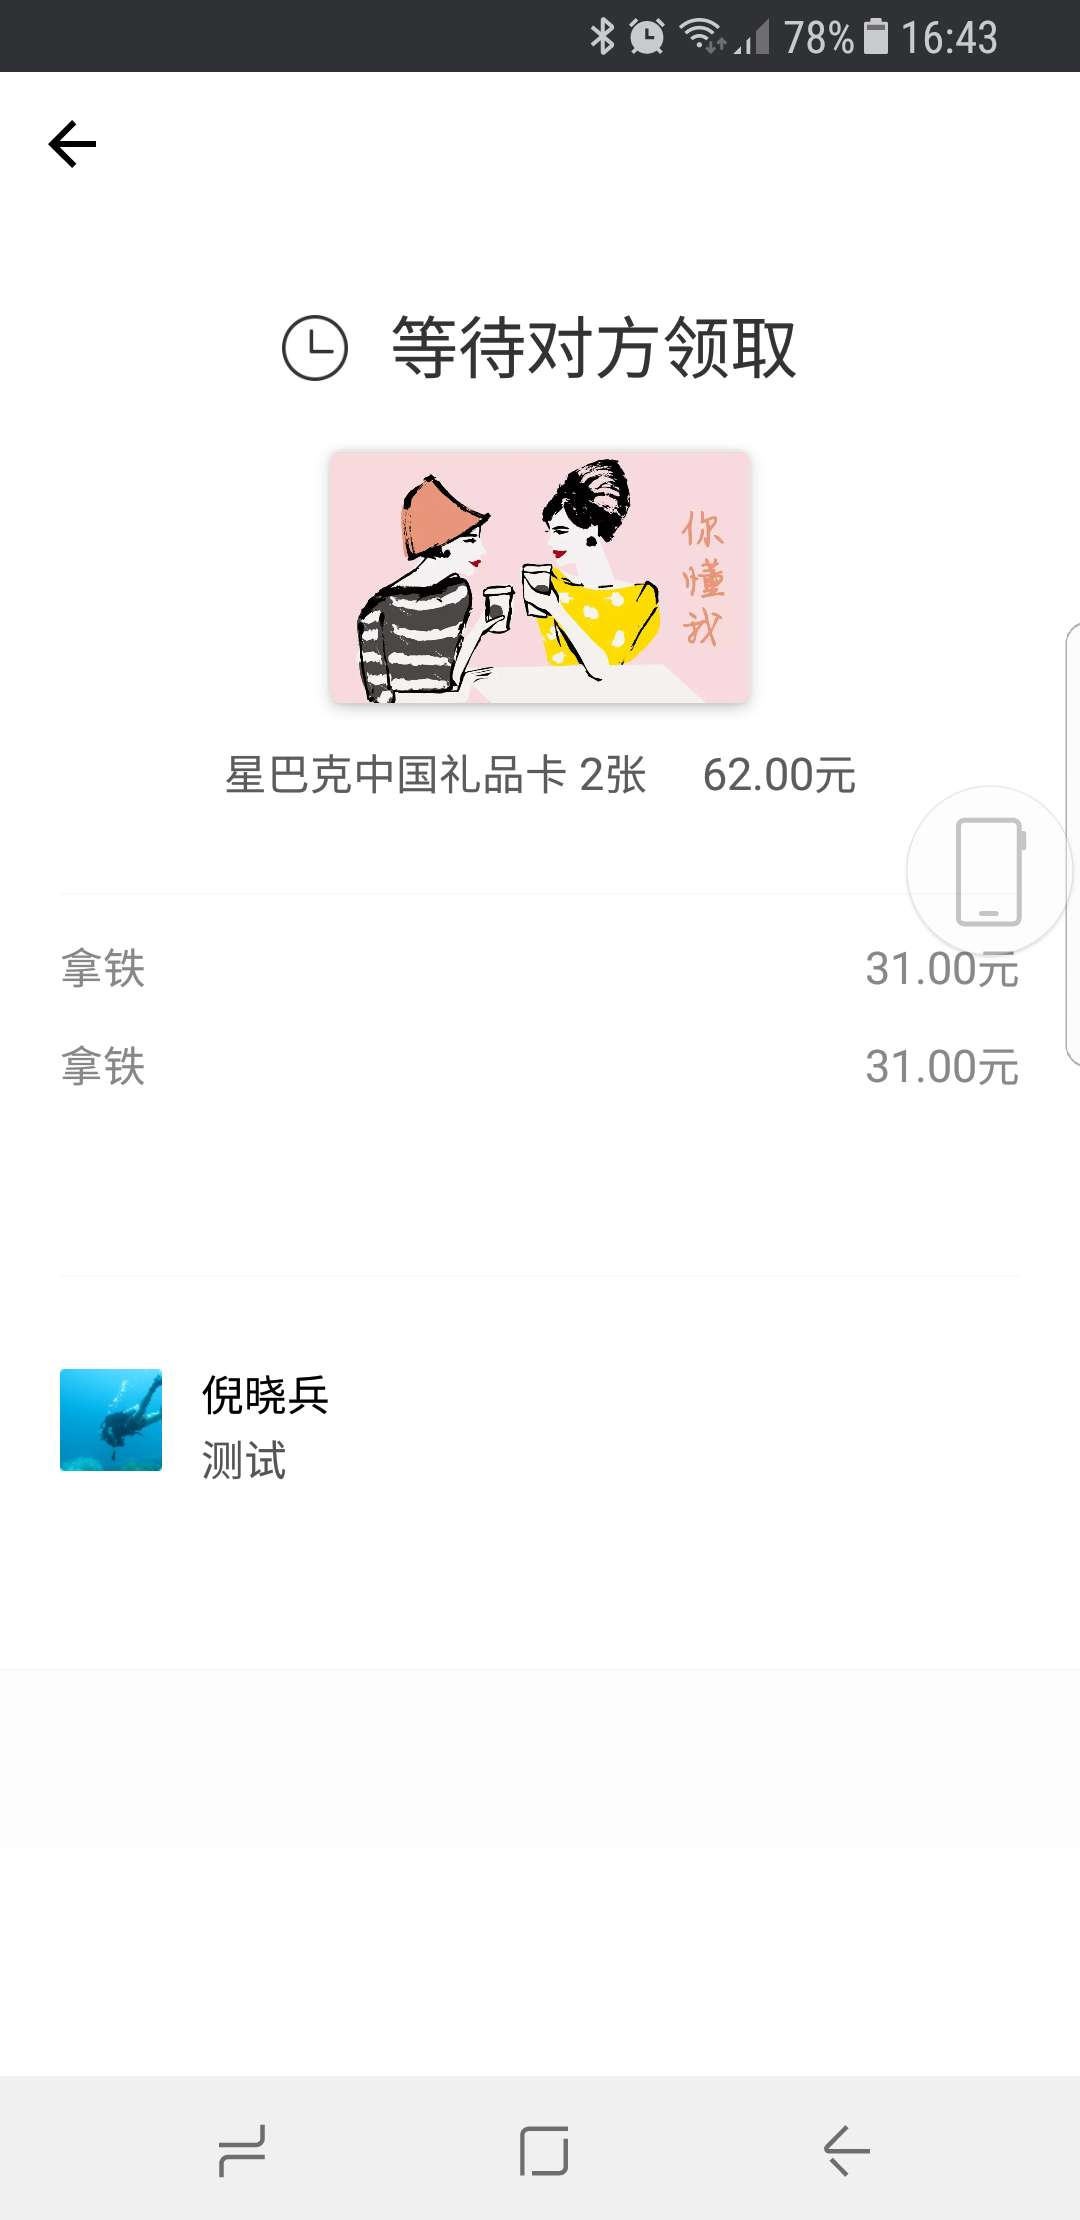 78% 16:43
等待对方领取
你懂我
星巴克中国礼品卡 2张 62.00元
拿铁 31.00元
拿铁 31.00元
倪晓兵
测试